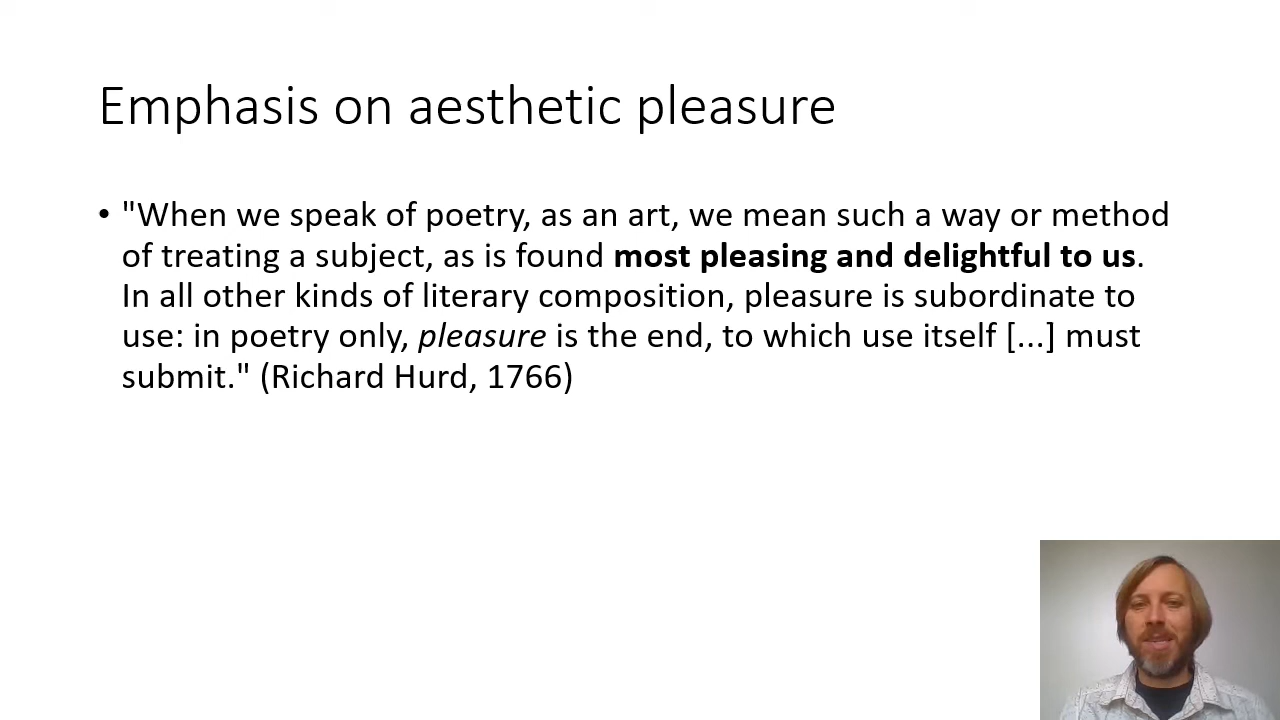 Emphasis on aesthetic pleasure
• "When we speak of poetry, as an art, we mean such a way or method
of treating a subject, as is found most pleasing and delightful to us.
In all other kinds of literary composition, pleasure is subordinate to
use: in poetry only, pleasure is the end, to which use itself [...] must
submit." (Richard Hurd, 1766)